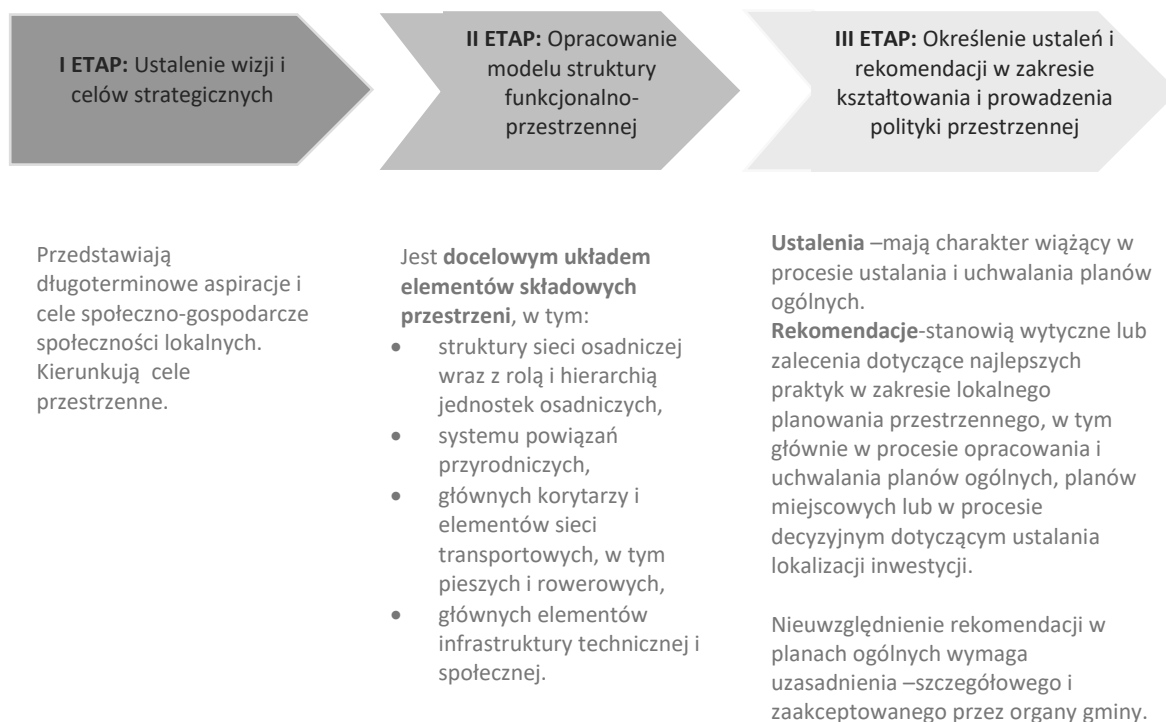 I ETAP: Ustalenie wizji i
celów strategicznych
II ETAP: Opracowanie
modelu struktury
funkcjonalno-
przestrzennej
III ETAP: Określenie ustaleń i
rekomendacji w zakresie
kształtowania i prowadzenia
polityki przestrzennej
Przedstawiają
długoterminowe aspiracje i
cele społeczno-gospodarcze
społeczności lokalnych.
Kierunkują cele
przestrzenne.
Jest docelowym układem
elementów składowych
przestrzeni, w tym:
• struktury sieci osadniczej
wraz z rolą i hierarchią
jednostek osadniczych,
• systemu powiązań
przyrodniczych,
• głównych korytarzy i
elementów sieci
transportowych, w tym
pieszych i rowerowych,
• głównych elementów
infrastruktury technicznej i
społecznej.
Ustalenia –mają charakter wiążący w
procesie ustalania i uchwalania planów
ogólnych.
Rekomendacje-stanowią wytyczne lub
zalecenia dotyczące najlepszych
praktyk w zakresie lokalnego
planowania przestrzennego, w tym
głównie w procesie opracowania i
uchwalania planów ogólnych, planów
miejscowych lub w procesie
decyzyjnym dotyczącym ustalania
lokalizacji inwestycji.
Nieuwzględnienie rekomendacji w
planach ogólnych wymaga
uzasadnienia –szczegółowego i
zaakceptowanego przez organy gminy.